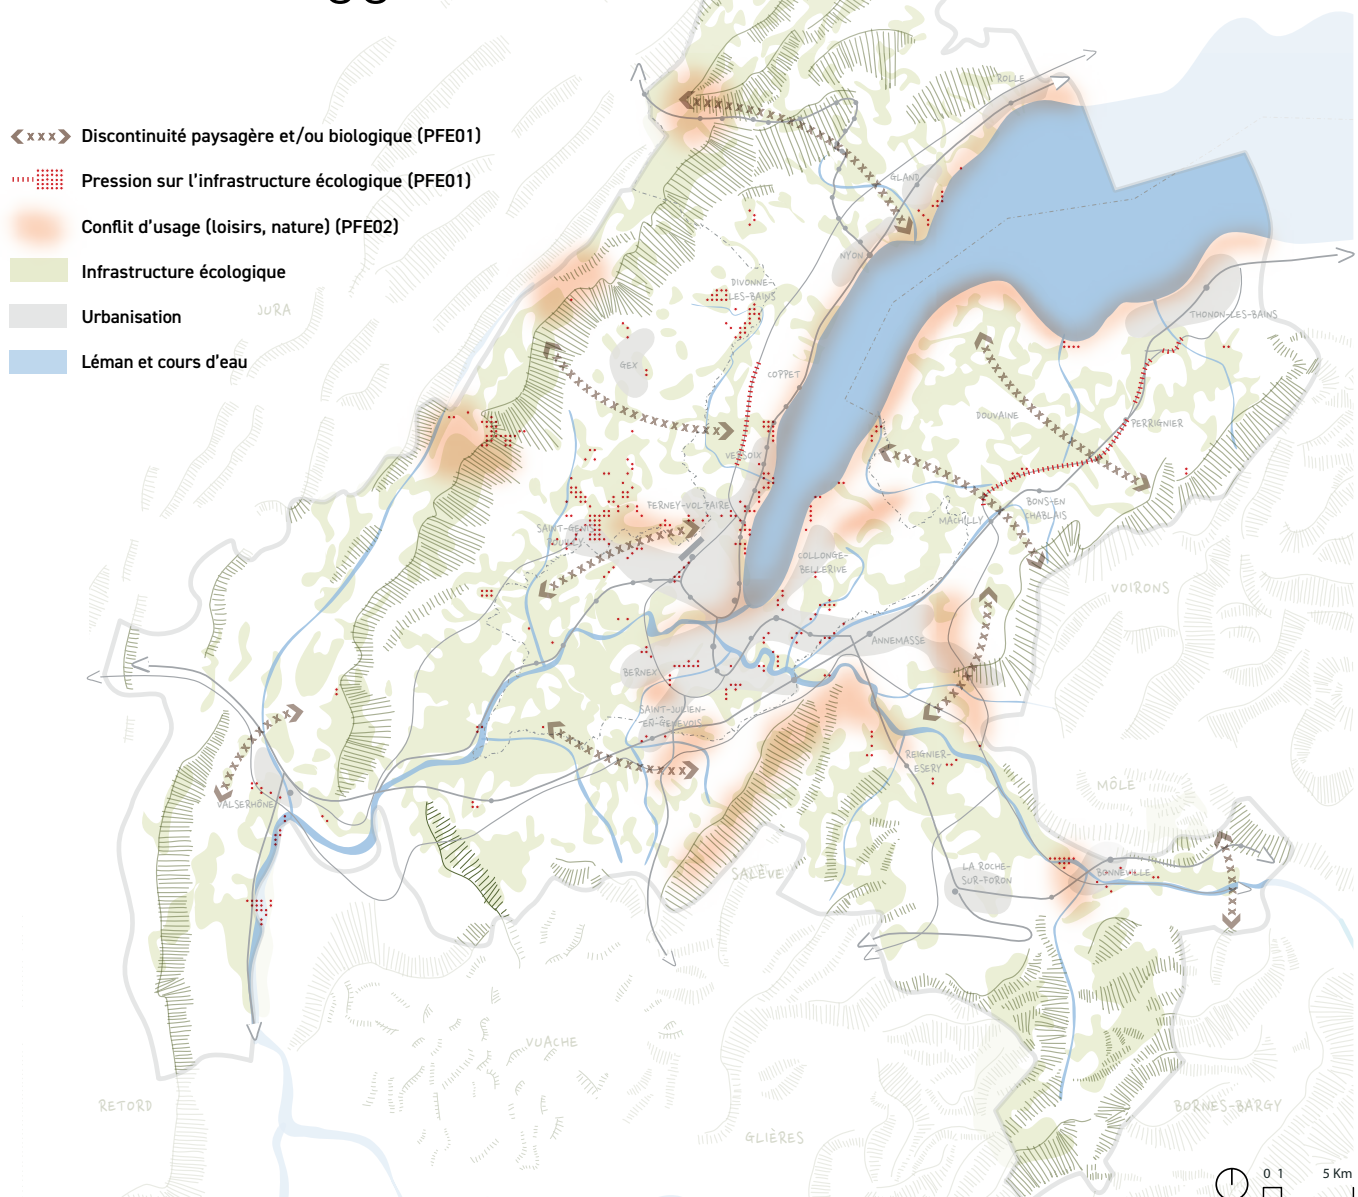 Discontinuité paysagère et/ou biologique (PFE01)
Pression sur l'infrastructure écologique (PFE01)
Conflit d'usage (loisirs, nature) (PFE02)
Infrastructure écologique
Urbanisation
Léman et cours d'eau
ROLLE
GLAND
NYON
DIVONNE-
LES-BAINS
THONON-LES-BAINS
JURA
GEX
COPPET
DOUVAINE
PERRIGNIER
VERSOIX
FERNEY-VOLTAIRE
BONS-EN
CHABLAIS
MACHILLY
SAINT-GENIS
POUILLY
COLLONGE-
BELLERIVE
VOIRONS
ANNEMASSE
BERNEX
SAINT-JULIEN-
EN-GENEVOIS
REIGNIER-
ESERY
MÔLE
VALSERHÔNE
SALÈVE
LA ROCHE-
SUR-FORON
BONNEVILLE
VUACHE
RETORD
BORNES-BARGY
GLIÈRES
0 1 5 Km